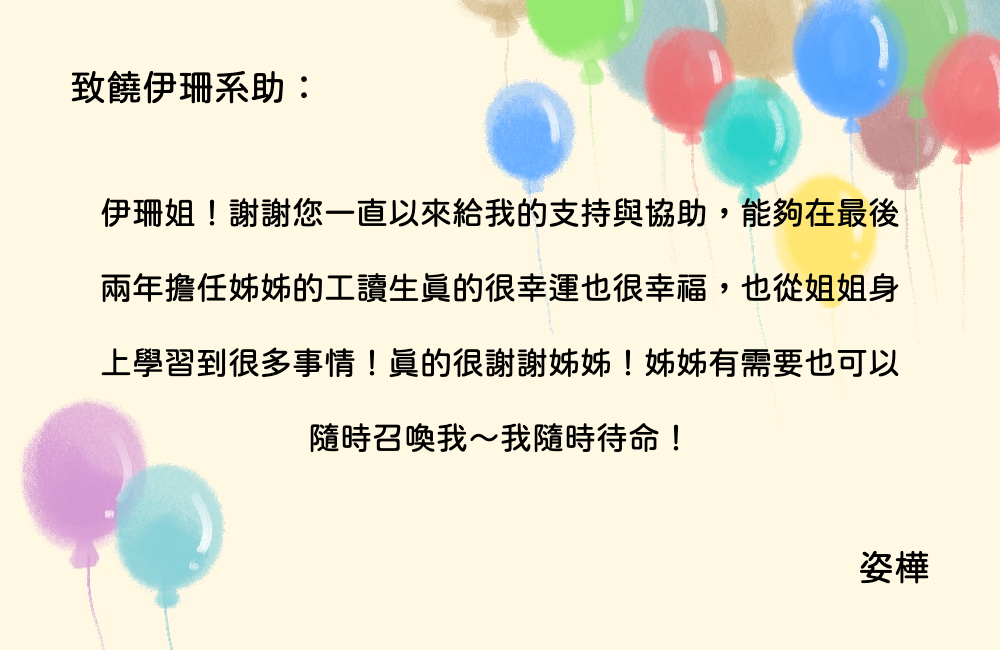 致饒伊珊系助：
伊珊姐！謝謝您一直以來給我的支持與協助，能夠在最後
兩年擔任姊姊的工讀生真的很幸運也很幸福，也從姐姐身
上學習到很多事情！真的很謝謝姊姊！姊姊有需要也可以
隨時召喚我～我隨時待命！
姿樺